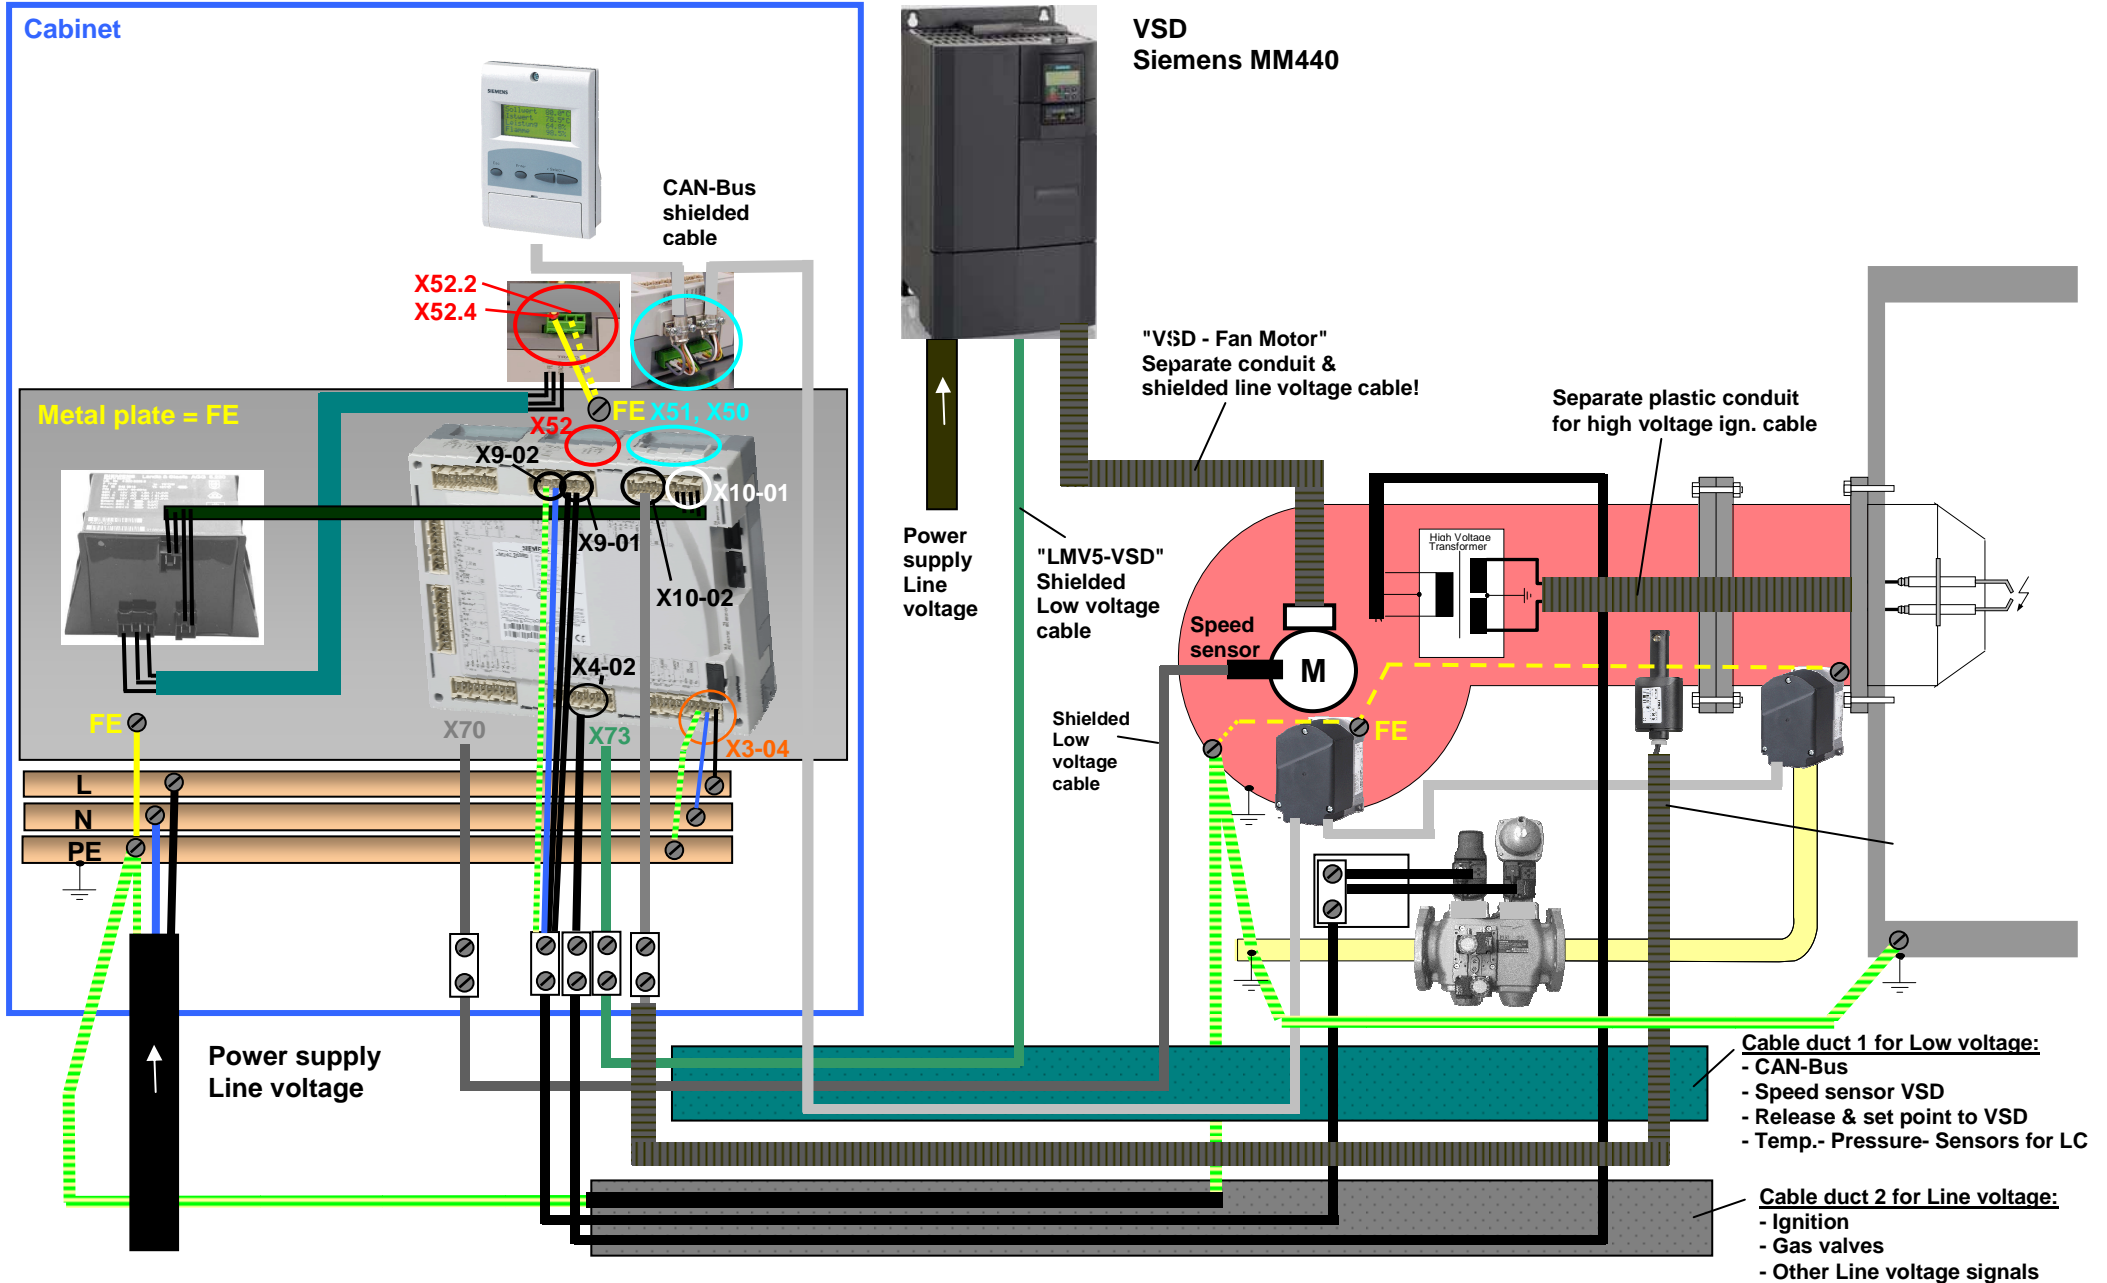 Cabinet
VSD
Siemens MM440
SIEMENS
CAN-Bus
shielded
cable
X52.2
X52.4
"VSD - Fan Motor"
Separate conduit &
shielded line voltage cable!
Separate plastic conduit
for high voltage ign. cable
Metal plate = FE
FE
X51, X50
X52
X9-02
X10-01
X9-01
X10-02
X4-02
Power
supply
Line
voltage
"LMV5-VSD"
Shielded
Low voltage
cable
High Voltage
Transformer
Speed
sensor
M
FE
X70
X73
X3-04
Shielded
Low
voltage
cable
FE
L
N
PE
Power supply
Line voltage
Cable duct 1 for Low voltage:
- CAN-Bus
- Speed sensor VSD
- Release & set point to VSD
- Temp.- Pressure- Sensors for LC
Cable duct 2 for Line voltage:
- Ignition
- Gas valves
- Other Line voltage signals